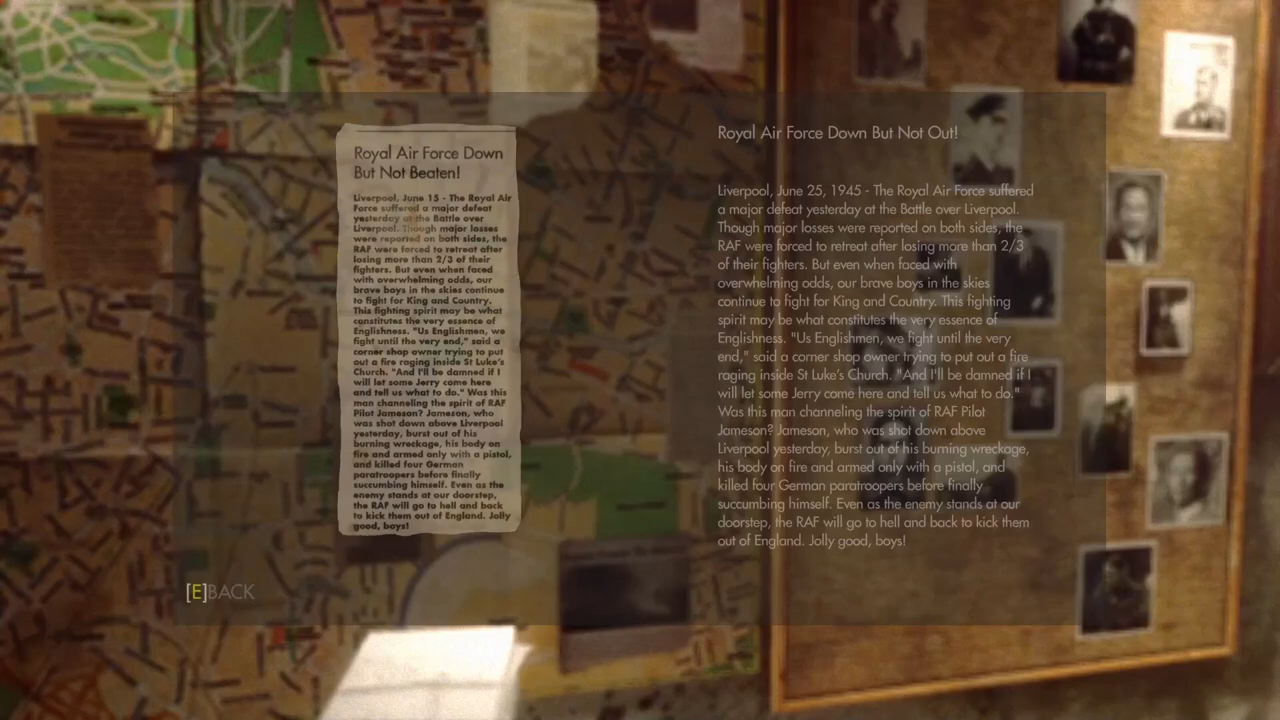 Royal Air Force Down
But Not Beaten!
Liverpool, June 15 - The Royal Air
Force suffered a major defeat
yesterday at the Battle over
Liverpool. Though major losses
were reported on both sides, the
RAF were forced to retreat after
losing more than 2/3 of their
fighters. But even when faced
with overwhelming odds, our
brave boys in the skies continue
to fight for King and Country.
This fighting spirit may be what
constitutes the very essence of
Englishness. "Us Englishmen, we
fight until the very end," said a
corner shop owner trying to put
out a fire raging inside St Luke's
Church. "And I'll be damned if I
will let some Jerry come here
and tell us what to do." Was this
man channeling the spirit of RAF
Pilot Jameson? Jameson, who
was shot down above Liverpool
yesterday, burst out of his
burning wreckage, his body on
fire and armed only with a pistol,
and killed four German
paratroopers before finally
succumbing himself. Even as the
enemy stands at our doorstep,
the RAF will go to hell and back
to kick them out of England. Jolly
good, boys!
Royal Air Force Down But Not Out!
Liverpool, June 25, 1945 - The Royal Air Force suffered
a major defeat yesterday at the Battle over Liverpool.
Though major losses were reported on both sides, the
RAF were forced to retreat after losing more than 2/3
of their fighters. But even when faced with
overwhelming odds, our brave boys in the skies
continue to fight for King and Country. This fighting
spirit may be what constitutes the very essence of
Englishness. "Us Englishmen, we fight until the very
end," said a corner shop owner trying to put out a fire
raging inside St Luke's Church. "And I'll be damned if I
will let some Jerry come here and tell us what to do."
Was this man channeling the spirit of RAF Pilot
Jameson? Jameson, who was shot down above
Liverpool yesterday, burst out of his burning wreckage,
his body on fire and armed only with a pistol, and
killed four German paratroopers before finally
succumbing himself. Even as the enemy stands at our
doorstep, the RAF will go to hell and back to kick them
out of England. Jolly good, boys!
[E]BACK